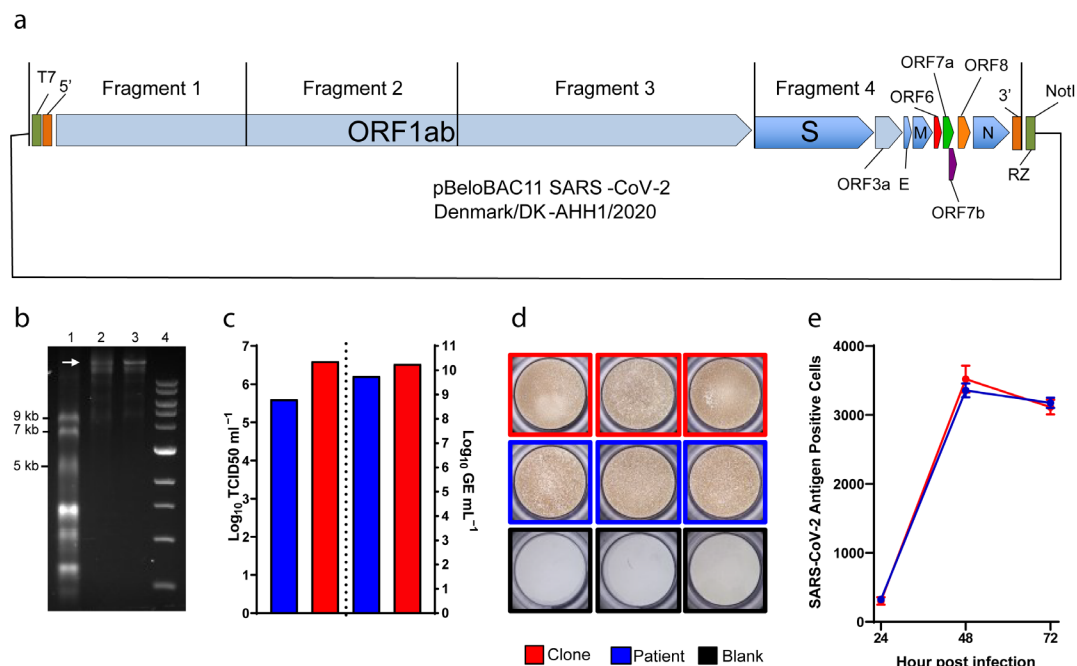 a
T7
5’
Fragment 1
Fragment 2
Fragment 3
Fragment 4
ORF7a
ORF8
ORF6
3’
NotI
ORF1ab
S
M
N
ORF3a
E
ORF7b
RZ
pBeloBAC11 SARS -CoV-2
Denmark/DK -AHH1/2020
b
1 2 3 4
9 kb
7 kb
5 kb
c
Log10 TCID50 ml⁻¹
7
6
5
4
3
2
1
0
11
10
9
8
7
6
5
4
3
2
1
0
Log10 GE mL⁻¹
d
Clone
Patient
Blank
e
SARS-CoV-2 Antigen Positive Cells
4000
3000
2000
1000
0
24 48 72
Hour post infection